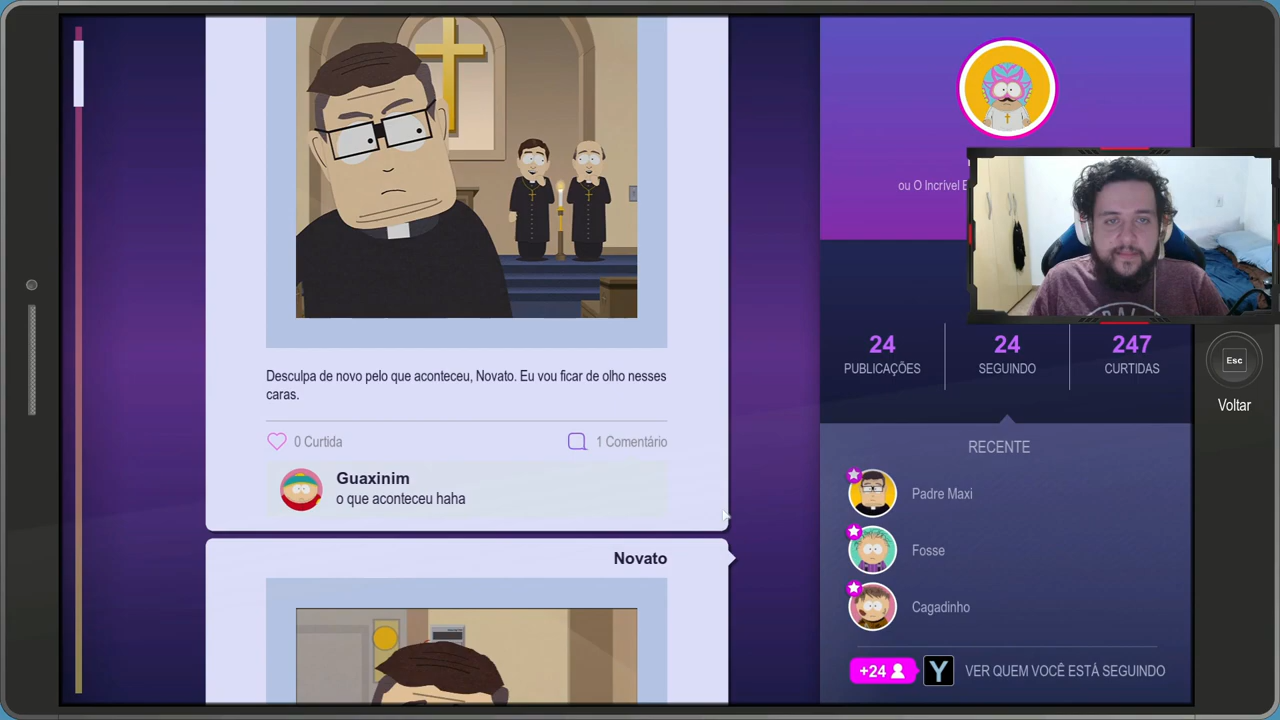 Desculpa de novo pelo que aconteceu, Novato. Eu vou ficar de olho nesses
caras.
0 Curtida
1 Comentário
Guaxinim
o que aconteceu haha
Novato
ou O Incrivel
24
PUBLICAÇÕES
24
SEGUINDO
247
CURTIDAS
RECENTE
Padre Maxi
Fosse
Cagadinho
+24
Y
VER QUEM VOCÊ ESTÁ SEGUINDO
Esc
Voltar